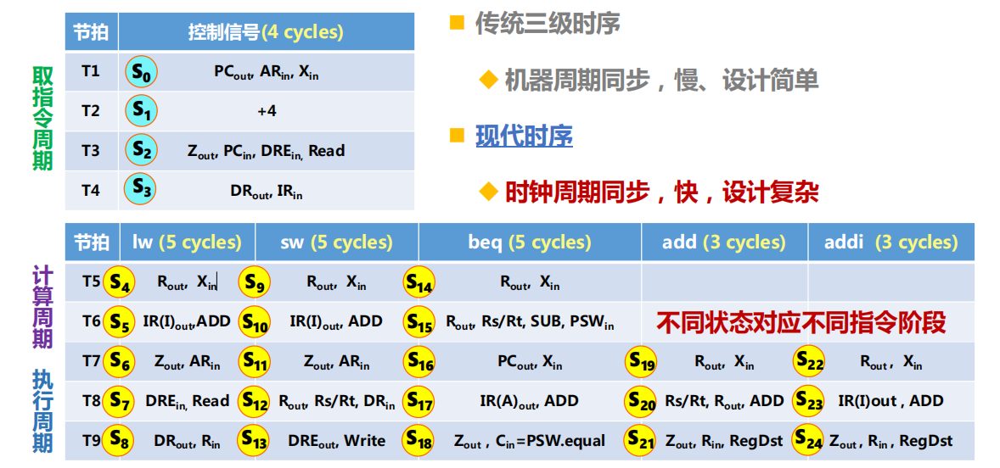 传统三级时序
机器周期同步，慢、设计简单
现代时序
时钟周期同步，快，设计复杂
取指令周期
节拍 控制信号(4 cycles)
T1 S0 PCout, ARin, Xin
T2 S1 +4
T3 S2 Zout, PCin, DREin, Read
T4 S3 DRout, IRin
计算周期
执行周期
节拍 lw (5 cycles) sw (5 cycles) beq (5 cycles) add (3 cycles) addi (3 cycles)
T5 S4 Rout, Xin S9 Rout, Xin S14 Rout, Xin
T6 S5 IR(I)out,ADD S10 IR(I)out, ADD S15 Rout, Rs/Rt, SUB, PSWin 不同状态对应不同指令阶段
T7 S6 Zout, ARin S11 Zout, ARin S16 PCout, Xin S19 Rout, Xin S22 Rout , Xin
T8 S7 DREin, Read S12 Rout, Rs/Rt, DRin S17 IR(A)out, ADD S20 Rs/Rt, Rout, ADD S23 IR(I)out , ADD
T9 S8 DRout, Rin S13 DREout, Write S18 Zout , Cin=PSW.equal S21 Zout, Rin, RegDst S24 Zout , Rin , RegDst